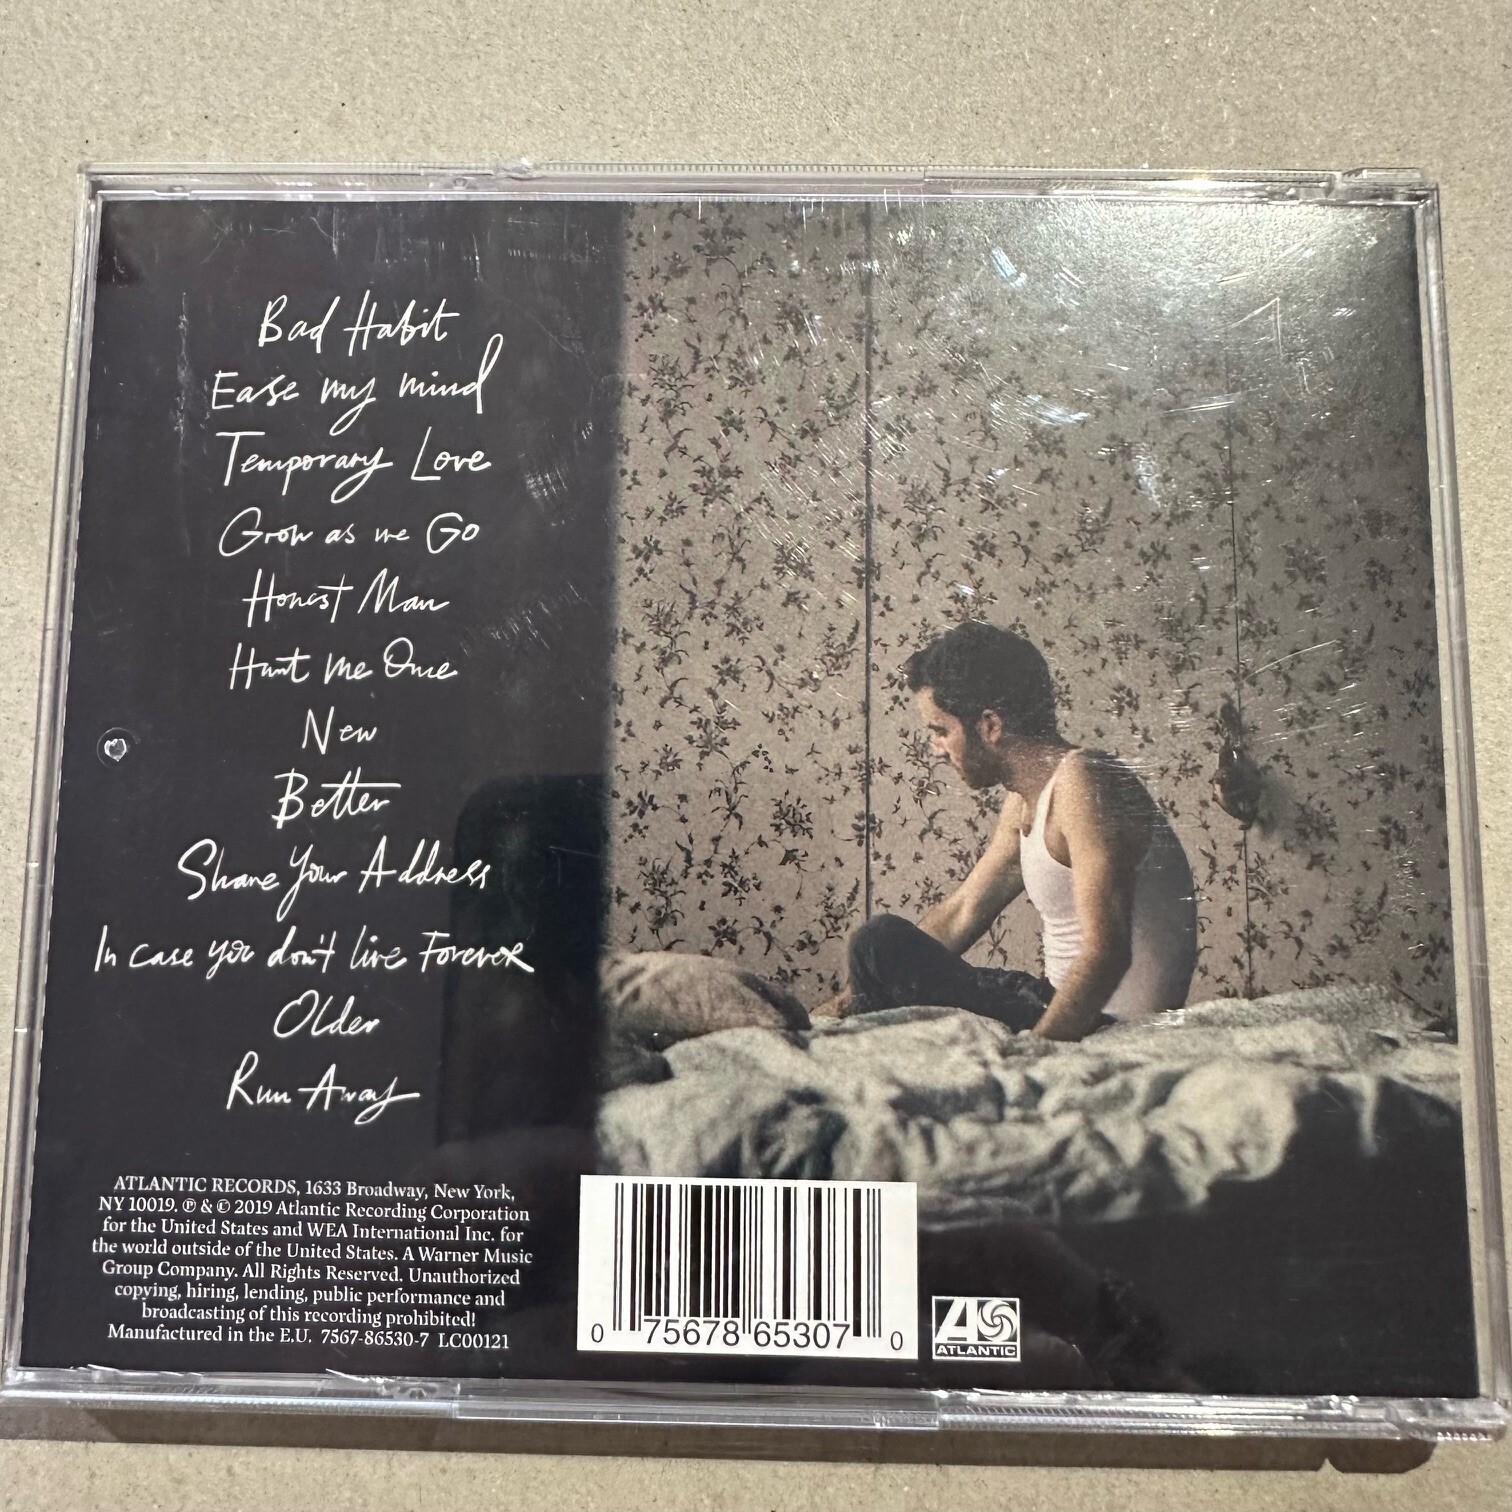 Bad Habit
Ease my mind
Temporary Love
Grow as we Go
Honest Man
Hurt me Once
New
Better
Share Your Address
In case you don't live Forever
Older
Run Away
ATLANTIC RECORDS, 1633 Broadway, New York,
NY 10019. ℗ & © 2019 Atlantic Recording Corporation
for the United States and WEA International Inc. for
the world outside of the United States. A Warner Music
Group Company. All Rights Reserved. Unauthorized
copying, hiring, lending, public performance and
broadcasting of this recording prohibited!
Manufactured in the E.U. 7567-86530-7 LC00121
0 75678 65307 0
ATLANTIC